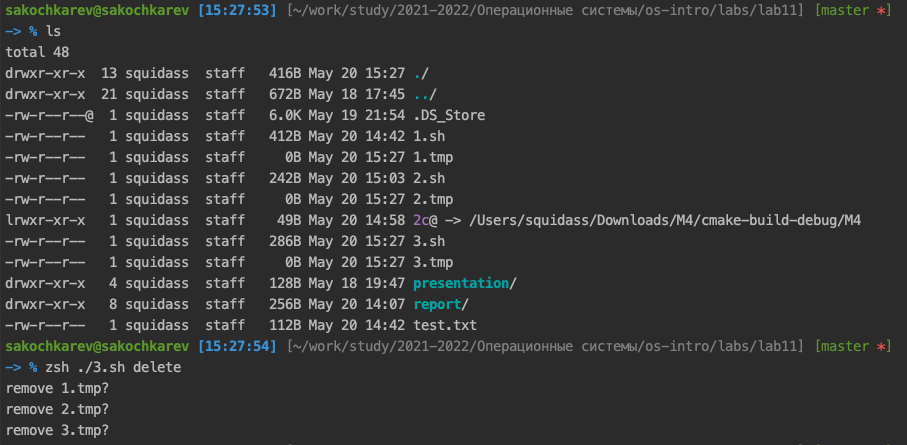 sakochkarev@sakochkarev [15:27:53] [~/work/study/2021-2022/Операционные системы/os-intro/labs/lab11] [master *]
-> % ls
total 48
drwxr-xr-x  13 squidass  staff   416B May 20 15:27 ./
drwxr-xr-x  21 squidass  staff   672B May 18 17:45 ../
-rw-r--r--@  1 squidass  staff   6.0K May 19 21:54 .DS_Store
-rw-r--r--   1 squidass  staff   412B May 20 14:42 1.sh
-rw-r--r--   1 squidass  staff     0B May 20 15:27 1.tmp
-rw-r--r--   1 squidass  staff   242B May 20 15:03 2.sh
-rw-r--r--   1 squidass  staff     0B May 20 15:27 2.tmp
lrwxr-xr-x   1 squidass  staff    49B May 20 14:58 2c@ -> /Users/squidass/Downloads/M4/cmake-build-debug/M4
-rw-r--r--   1 squidass  staff   286B May 20 15:27 3.sh
-rw-r--r--   1 squidass  staff     0B May 20 15:27 3.tmp
drwxr-xr-x   4 squidass  staff   128B May 18 19:47 presentation/
drwxr-xr-x   8 squidass  staff   256B May 20 14:07 report/
-rw-r--r--   1 squidass  staff   112B May 20 14:42 test.txt
sakochkarev@sakochkarev [15:27:54] [~/work/study/2021-2022/Операционные системы/os-intro/labs/lab11] [master *]
-> % zsh ./3.sh delete
remove 1.tmp?
remove 2.tmp?
remove 3.tmp?